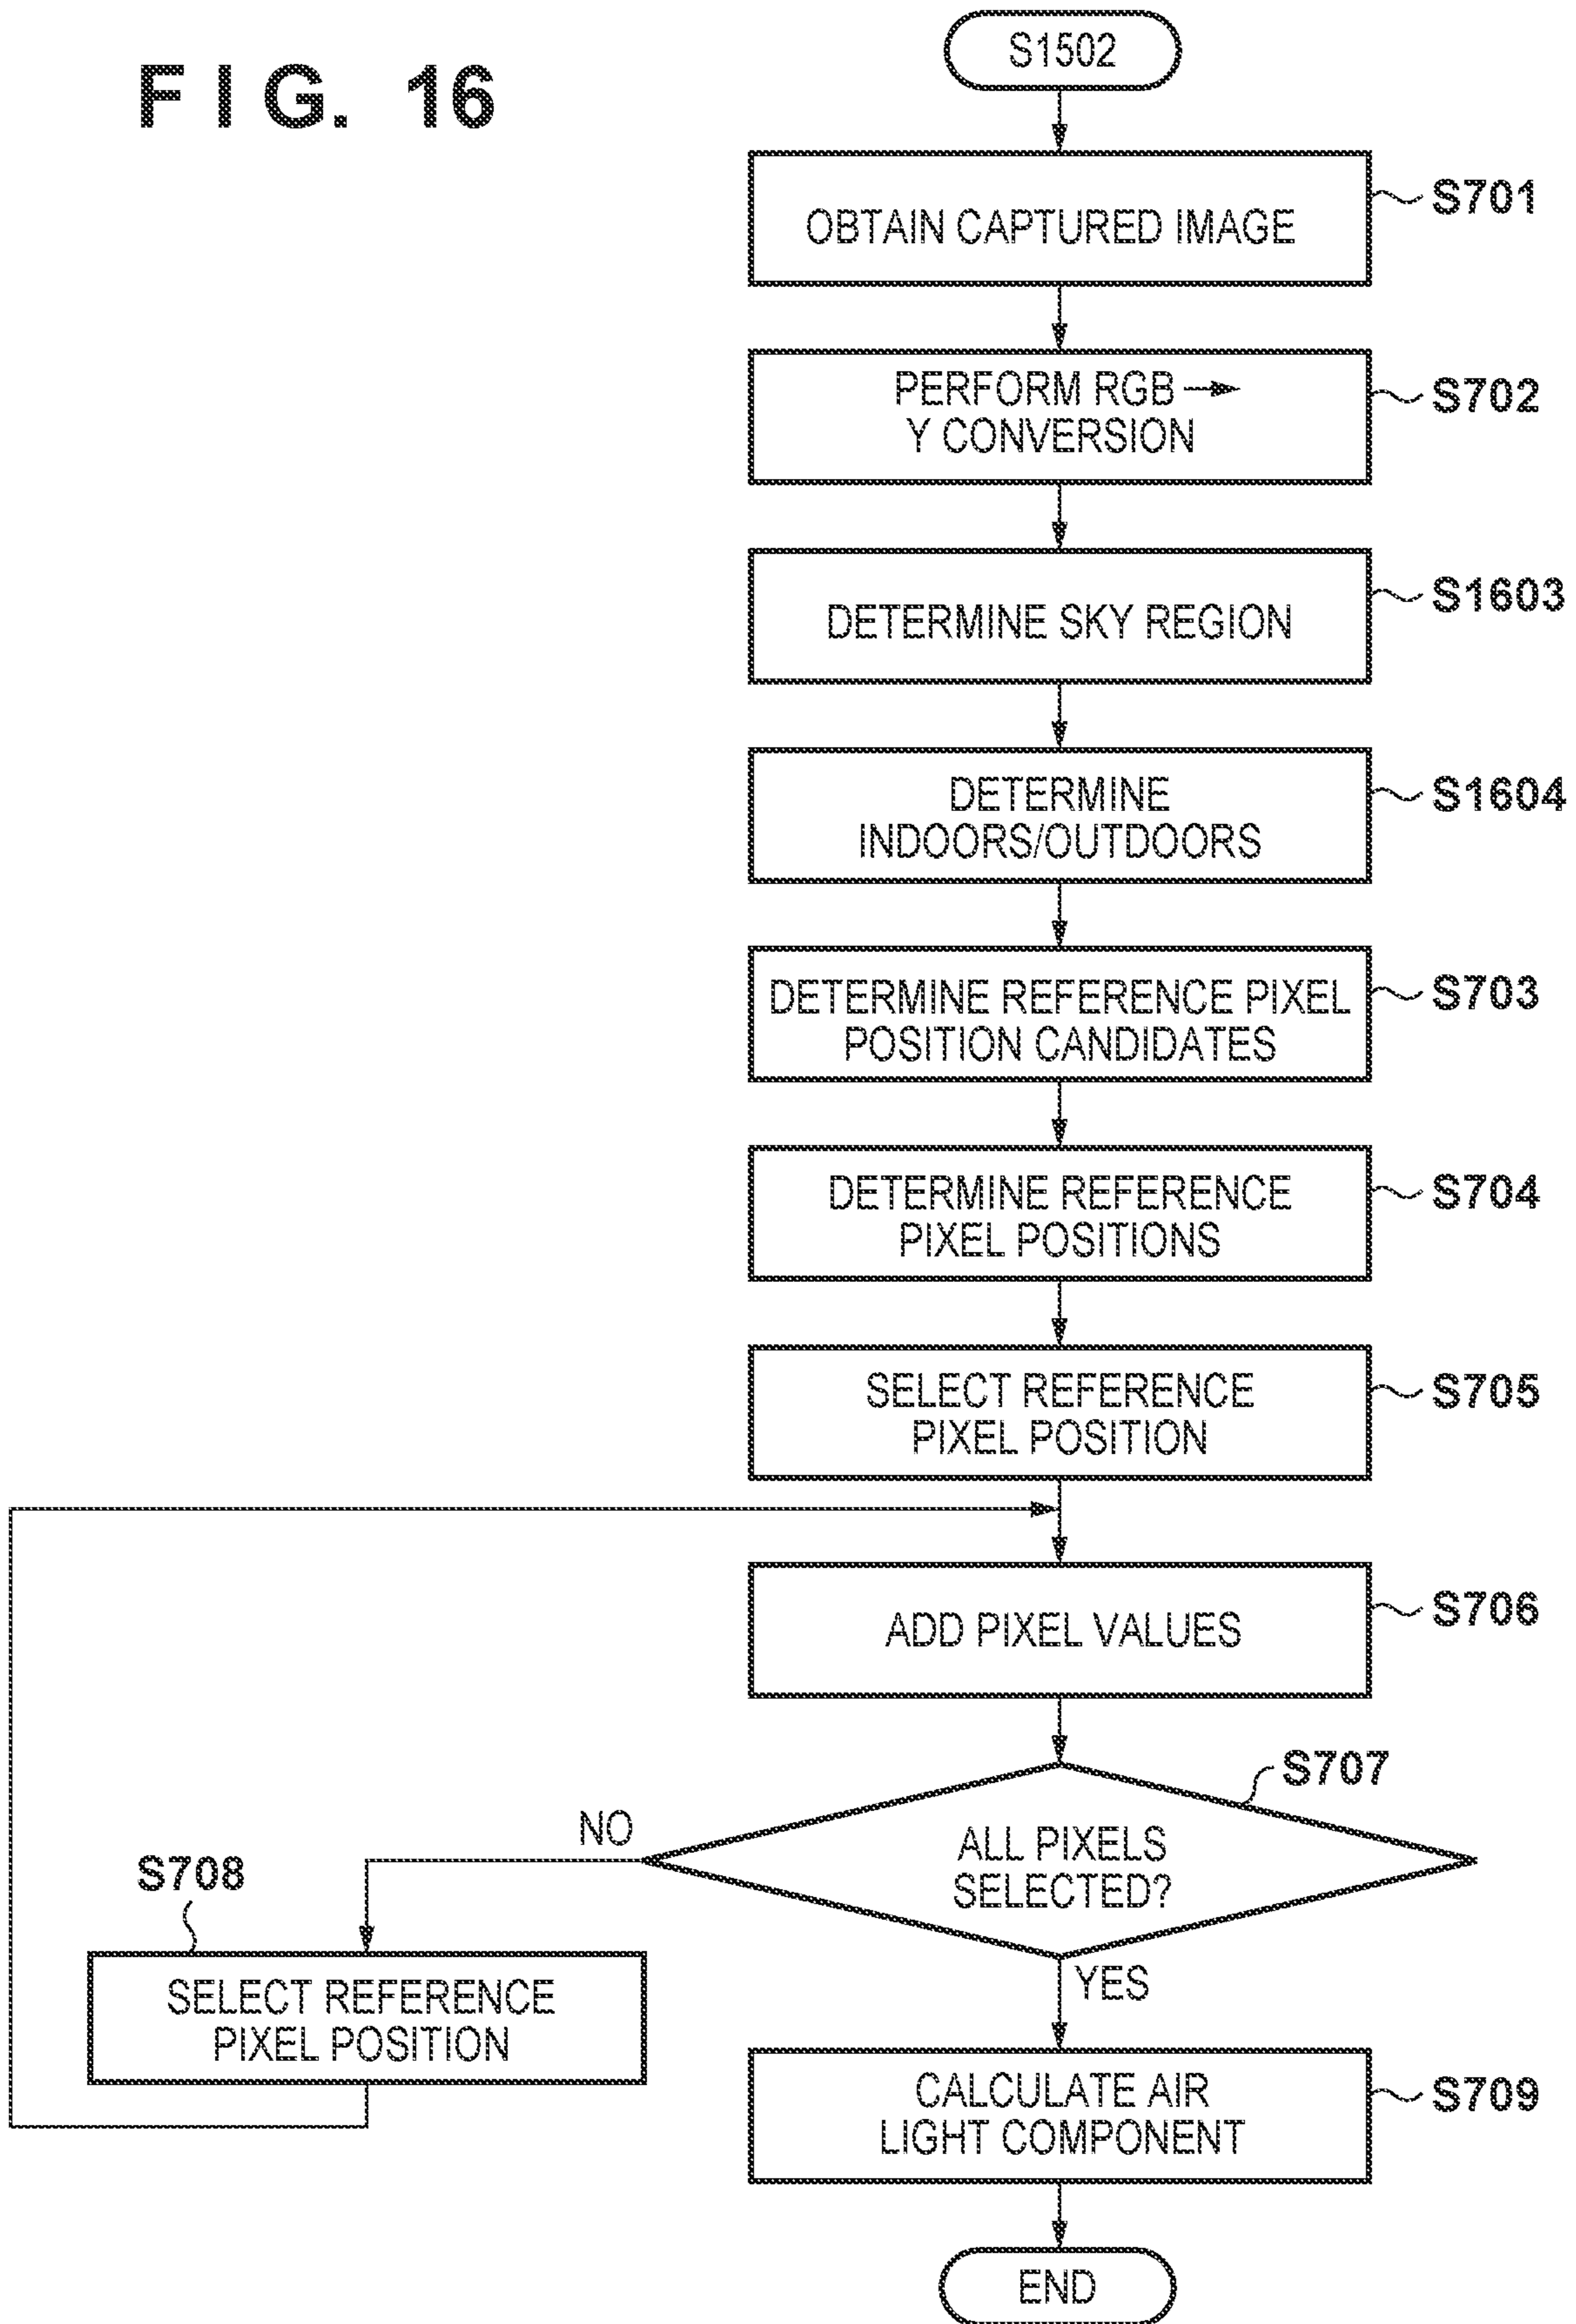 FIG. 16
S1502
OBTAIN CAPTURED IMAGE
S701
PERFORM RGB →
Y CONVERSION
S702
DETERMINE SKY REGION
S1603
DETERMINE
INDOORS/OUTDOORS
S1604
DETERMINE REFERENCE PIXEL
POSITION CANDIDATES
S703
DETERMINE REFERENCE
PIXEL POSITIONS
S704
SELECT REFERENCE
PIXEL POSITION
S705
ADD PIXEL VALUES
S706
S707
ALL PIXELS
SELECTED?
NO
S708
SELECT REFERENCE
PIXEL POSITION
YES
CALCULATE AIR
LIGHT COMPONENT
S709
END